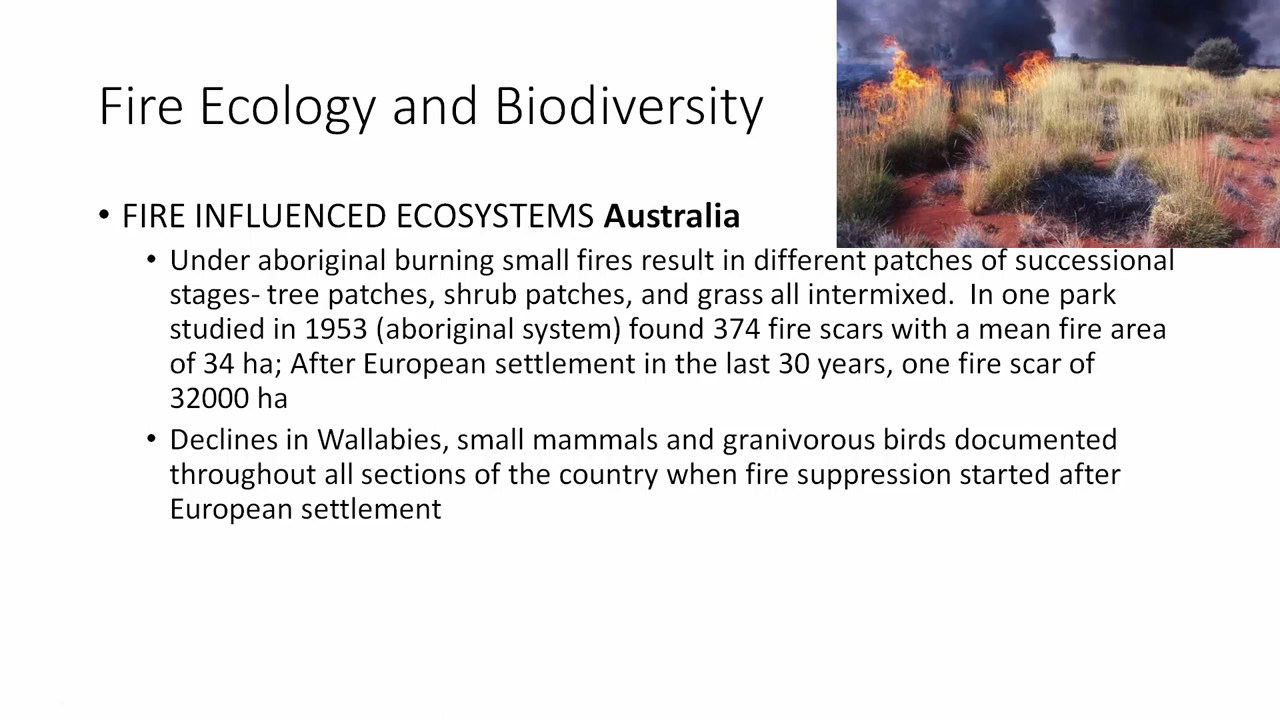 Fire Ecology and Biodiversity
• FIRE INFLUENCED ECOSYSTEMS Australia
• Under aboriginal burning small fires result in different patches of successional
stages- tree patches, shrub patches, and grass all intermixed.  In one park
studied in 1953 (aboriginal system) found 374 fire scars with a mean fire area
of 34 ha; After European settlement in the last 30 years, one fire scar of
32000 ha
• Declines in Wallabies, small mammals and granivorous birds documented
throughout all sections of the country when fire suppression started after
European settlement